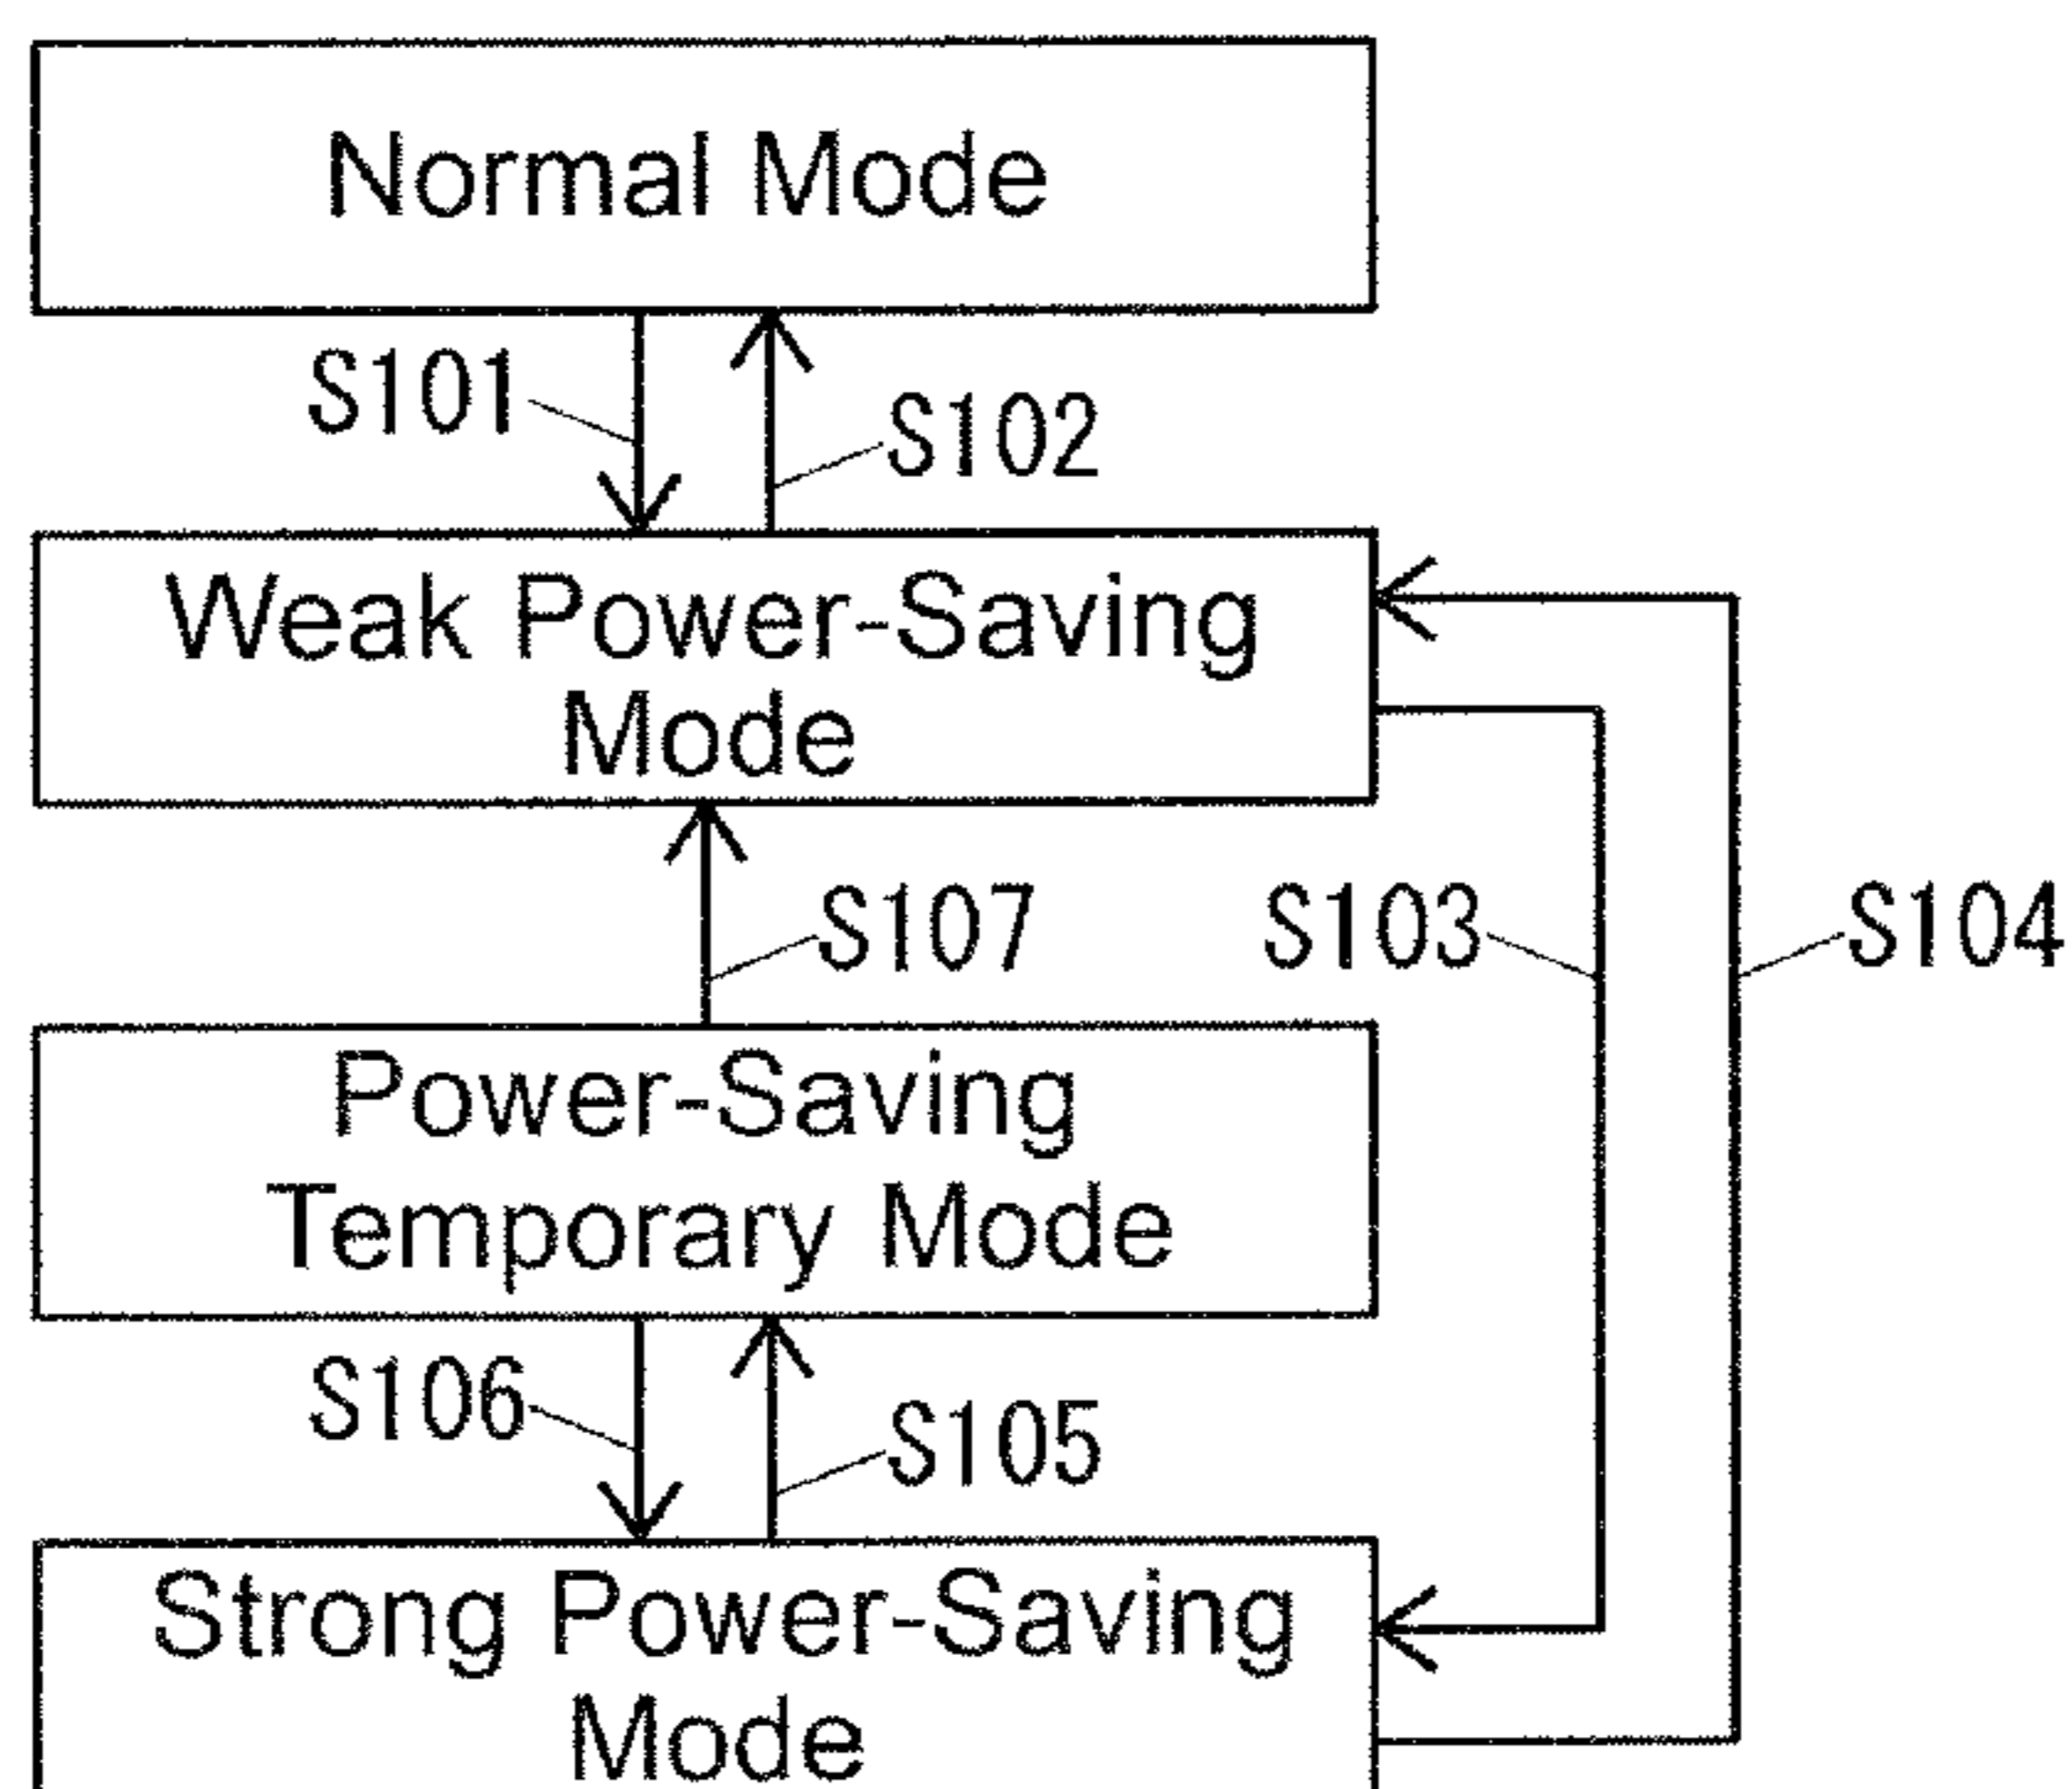 Normal Mode
S101
S102
Weak Power-Saving
Mode
S107
S103
S104
Power-Saving
Temporary Mode
S106
S105
Strong Power-Saving
Mode